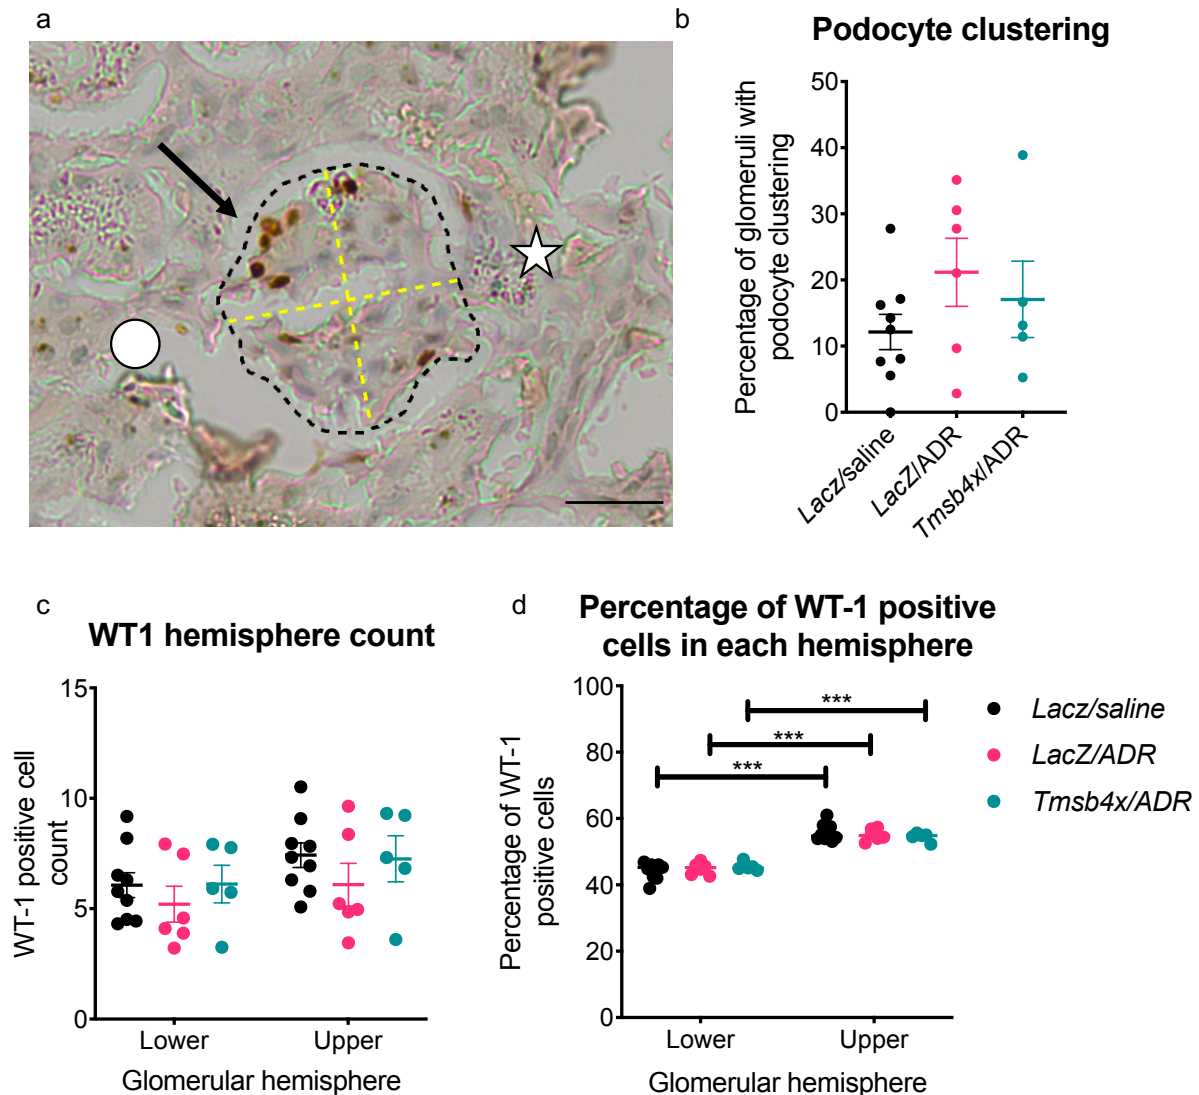 a
b
Podocyte clustering
Percentage of glomeruli with
podocyte clustering
50
40
30
20
10
0
Lacz/saline
LacZ/ADR
Tmsb4x/ADR
c
WT1 hemisphere count
WT-1 positive cell
count
15
10
5
0
Lower
Upper
Glomerular hemisphere
d
Percentage of WT-1 positive
cells in each hemisphere
Percentage of WT-1
positive cells
100
80
60
40
20
0
***
***
***
Lower
Upper
Glomerular hemisphere
Lacz/saline
LacZ/ADR
Tmsb4x/ADR